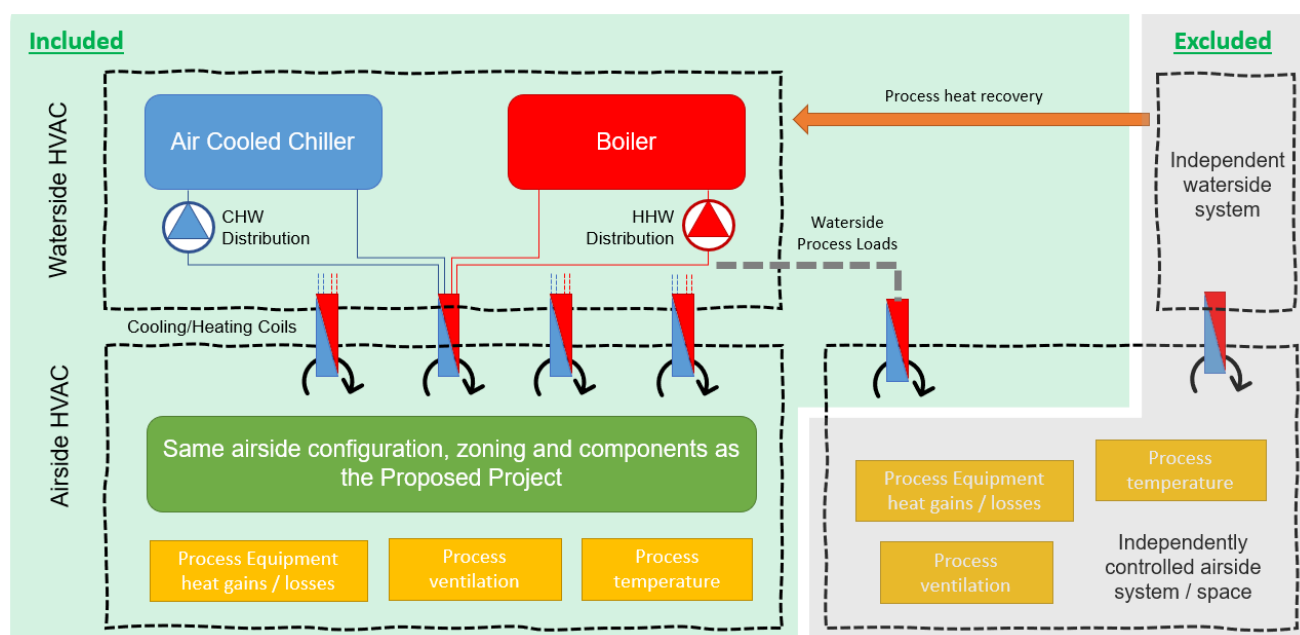 Included
Excluded
Waterside HVAC
Air Cooled Chiller
Boiler
Process heat recovery
Independent
waterside
system
CHW
Distribution
HHW
Distribution
Waterside
Process Loads
Cooling/Heating Coils
Airside HVAC
Same airside configuration, zoning and components as
the Proposed Project
Process Equipment
heat gains / losses
Process
ventilation
Process
temperature
Process Equipment
heat gains / losses
Process
temperature
Process
ventilation
Independently
controlled airside
system / space